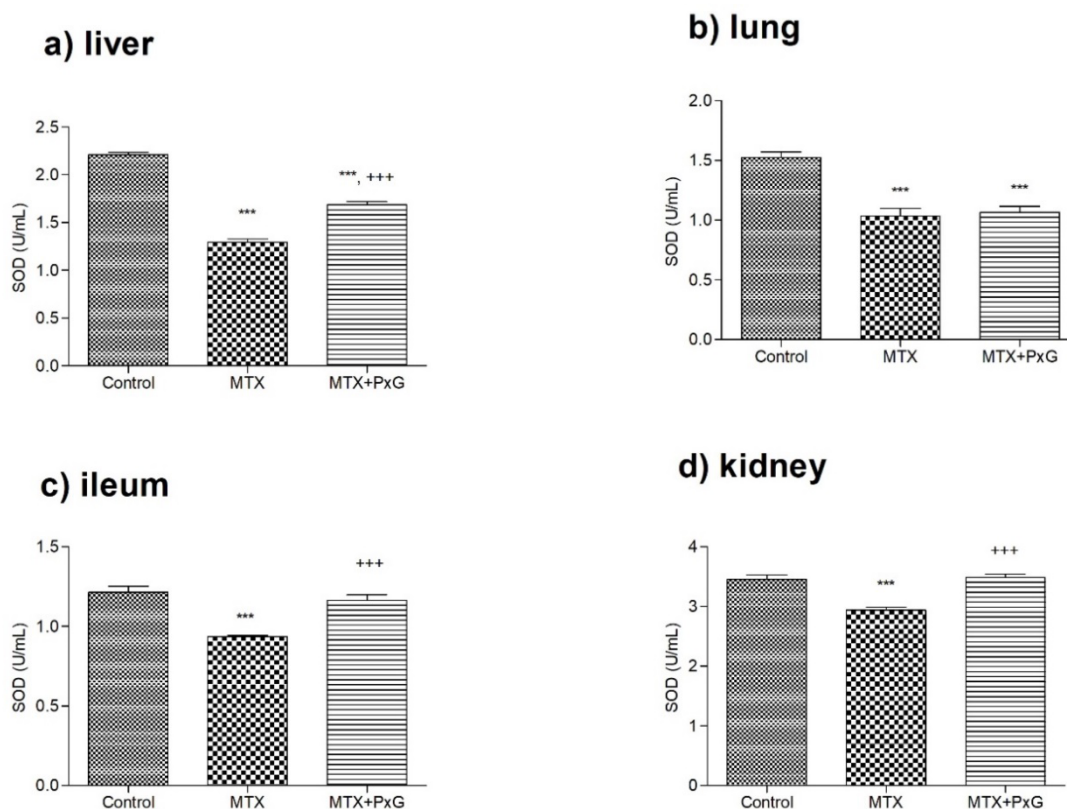 a) liver
SOD (U/mL)
2.5
2.0
1.5
1.0
0.5
0.0
***
***, +++
Control MTX MTX+PxG
b) lung
SOD (U/mL)
2.0
1.5
1.0
0.5
0.0
***
***
Control MTX MTX+PxG
c) ileum
SOD (U/mL)
1.5
1.0
0.5
0.0
***
+++
Control MTX MTX+PxG
d) kidney
SOD (U/mL)
4
3
2
1
0
***
+++
Control MTX MTX+PxG